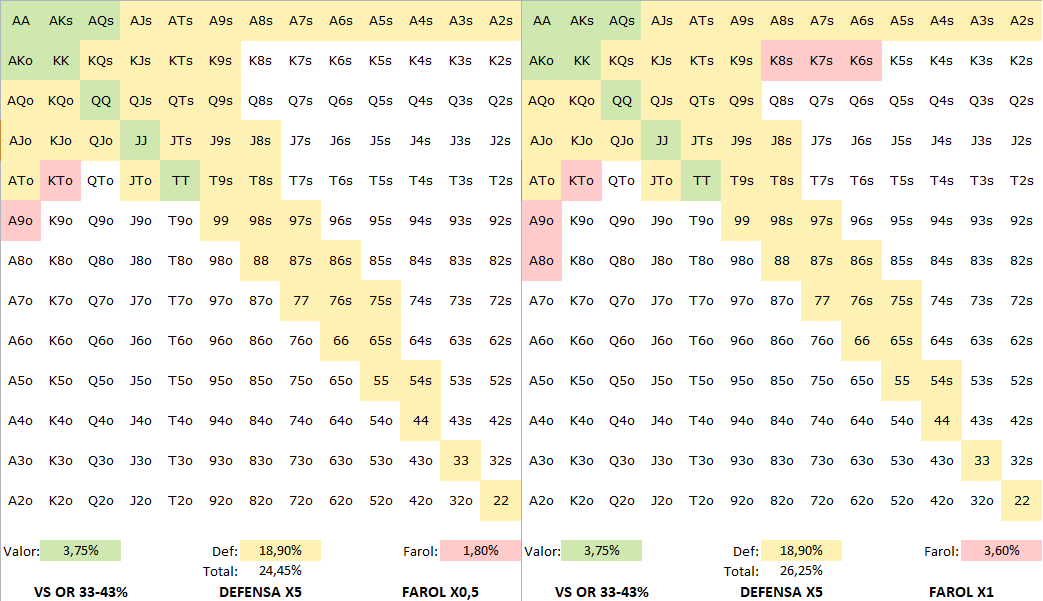 AA AKs AQs AJs ATs A9s A8s A7s A6s A5s A4s A3s A2s AA AKs AQs AJs ATs A9s A8s A7s A6s A5s A4s A3s A2s
AKo KK KQs KJs KTs K9s K8s K7s K6s K5s K4s K3s K2s AKo KK KQs KJs KTs K9s K8s K7s K6s K5s K4s K3s K2s
AQo KQo QQ QJs QTs Q9s Q8s Q7s Q6s Q5s Q4s Q3s Q2s AQo KQo QQ QJs QTs Q9s Q8s Q7s Q6s Q5s Q4s Q3s Q2s
AJo KJo QJo JJ JTs J9s J8s J7s J6s J5s J4s J3s J2s AJo KJo QJo JJ JTs J9s J8s J7s J6s J5s J4s J3s J2s
ATo KTo QTo JTo TT T9s T8s T7s T6s T5s T4s T3s T2s ATo KTo QTo JTo TT T9s T8s T7s T6s T5s T4s T3s T2s
A9o K9o Q9o J9o T9o 99 98s 97s 96s 95s 94s 93s 92s A9o K9o Q9o J9o T9o 99 98s 97s 96s 95s 94s 93s 92s
A8o K8o Q8o J8o T8o 98o 88 87s 86s 85s 84s 83s 82s A8o K8o Q8o J8o T8o 98o 88 87s 86s 85s 84s 83s 82s
A7o K7o Q7o J7o T7o 97o 87o 77 76s 75s 74s 73s 72s A7o K7o Q7o J7o T7o 97o 87o 77 76s 75s 74s 73s 72s
A6o K6o Q6o J6o T6o 96o 86o 76o 66 65s 64s 63s 62s A6o K6o Q6o J6o T6o 96o 86o 76o 66 65s 64s 63s 62s
A5o K5o Q5o J5o T5o 95o 85o 75o 65o 55 54s 53s 52s A5o K5o Q5o J5o T5o 95o 85o 75o 65o 55 54s 53s 52s
A4o K4o Q4o J4o T4o 94o 84o 74o 64o 54o 44 43s 42s A4o K4o Q4o J4o T4o 94o 84o 74o 64o 54o 44 43s 42s
A3o K3o Q3o J3o T3o 93o 83o 73o 63o 53o 43o 33 32s A3o K3o Q3o J3o T3o 93o 83o 73o 63o 53o 43o 33 32s
A2o K2o Q2o J2o T2o 92o 82o 72o 62o 52o 42o 32o 22 A2o K2o Q2o J2o T2o 92o 82o 72o 62o 52o 42o 32o 22
Valor: 3,75% Def: 18,90% Farol: 1,80% Valor: 3,75% Def: 18,90% Farol: 3,60%
Total: 24,45% Total: 26,25%
VS OR 33-43% DEFENSA X5 FAROL X0,5 VS OR 33-43% DEFENSA X5 FAROL X1